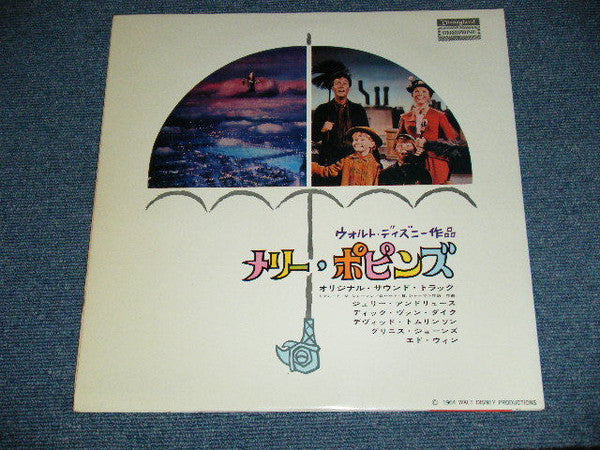 Disneyland
ウォルト・ディズニー作品
メリー・ポピンズ
オリジナル・サウンド・トラック
ジュリー・アンドリュース
ディック・ヴァン・ダイク
デヴィッド・トムリンソン
グリニス・ジョーンズ
エド・ウィン
© 1964 WALT DISNEY PRODUCTIONS